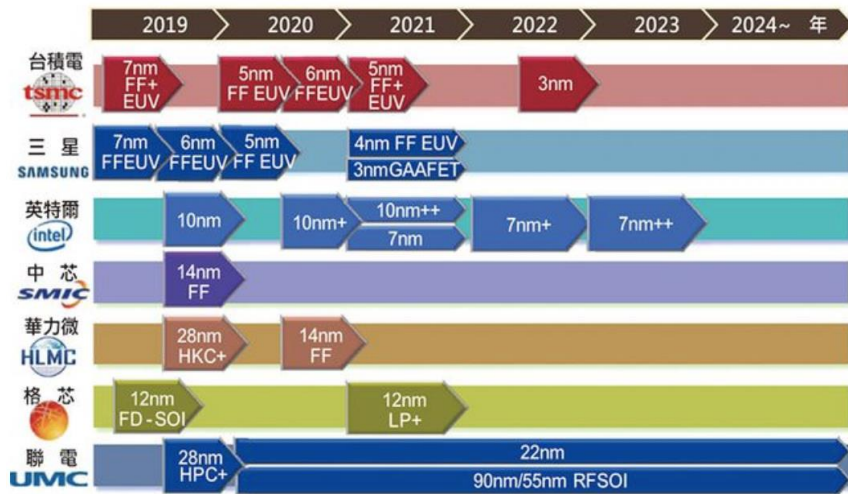 2019 2020 2021 2022 2023 2024~ 年
台積電
tsmc
7nm
FF+
EUV
5nm
FF EUV
6nm
FFEUV
5nm
FF+
EUV
3nm
三星
SAMSUNG
7nm
FFEUV
6nm
FFEUV
5nm
FF EUV
4nm FF EUV
3nmGAAFET
英特爾
intel
10nm
10nm+
10nm++
7nm
7nm+
7nm++
中芯
SMIC
14nm
FF
華力微
HLMC
28nm
HKC+
14nm
FF
格芯
12nm
FD-SOI
12nm
LP+
聯電
UMC
28nm
HPC+
22nm
90nm/55nm RFSOI